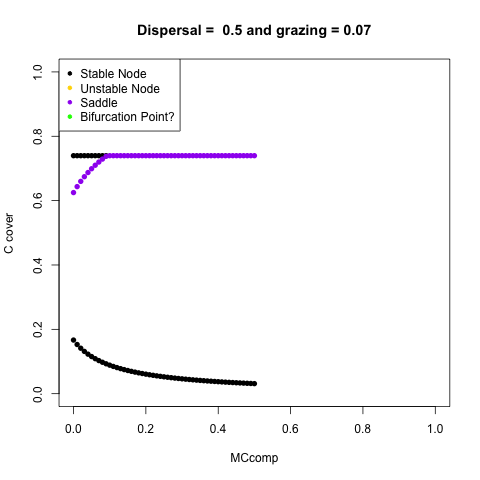 Dispersal =  0.5 and grazing = 0.07
Stable Node
Unstable Node
Saddle
Bifurcation Point?
1.0
0.8
0.6
0.4
0.2
0.0
C cover
0.0 0.2 0.4 0.6 0.8 1.0
MCcomp